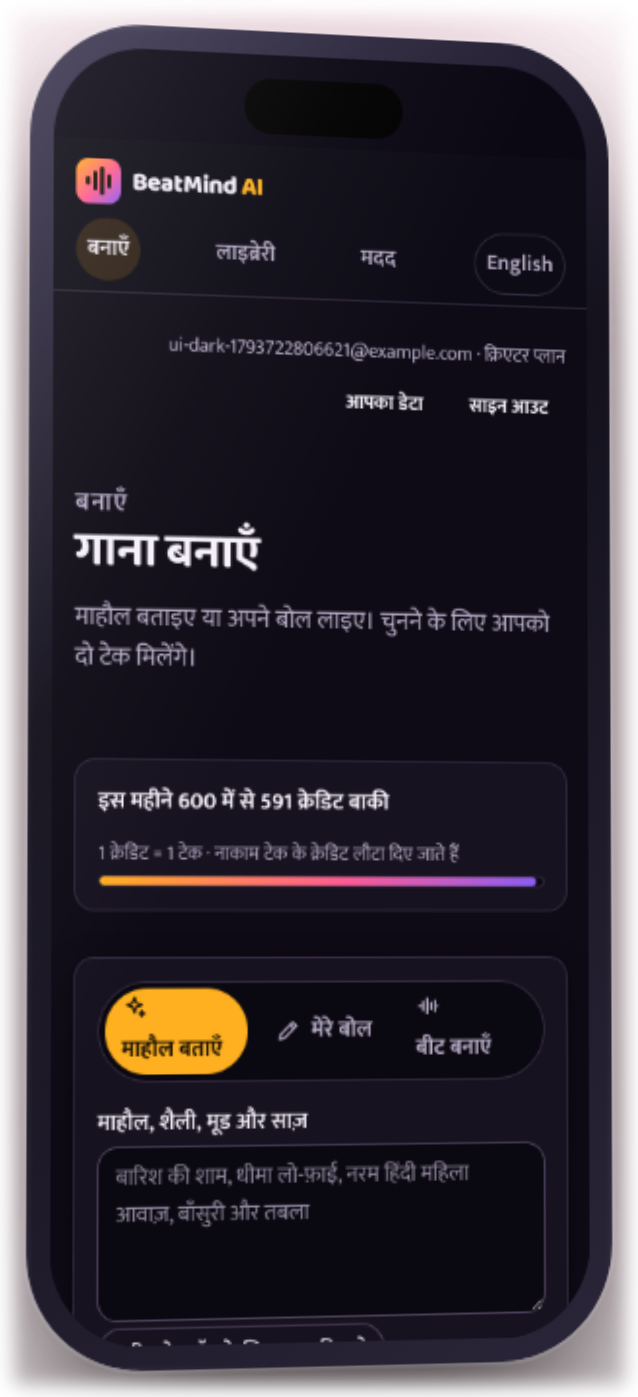 BeatMind AI
बनाएँ लाइब्रेरी मदद English
ui-dark-1793722806621@example.com · क्रिएटर प्लान
आपका डेटा साइन आउट
बनाएँ
गाना बनाएँ
माहौल बताइए या अपने बोल लाइए। चुनने के लिए आपको
दो टेक मिलेंगे।
इस महीने 600 में से 591 क्रेडिट बाकी
1 क्रेडिट = 1 टेक · नाकाम टेक के क्रेडिट लौटा दिए जाते हैं
माहौल बताएँ मेरे बोल बीट बनाएँ
माहौल, शैली, मूड और साज़
बारिश की शाम, धीमा लो-फ़ाई, नरम हिंदी महिला
आवाज़, बाँसुरी और तबला